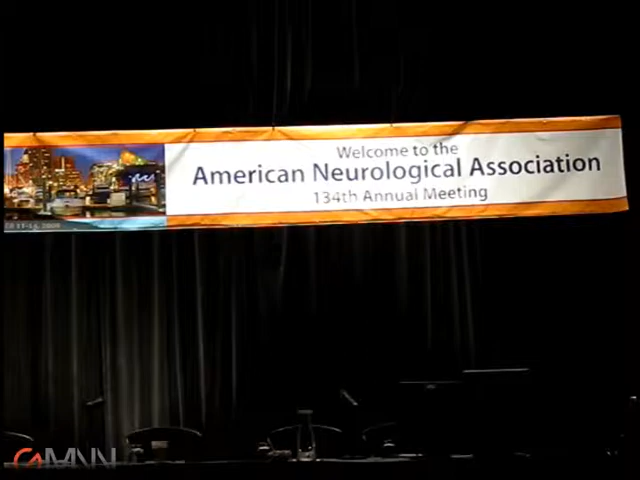 Welcome to the
American Neurological Association
134th Annual Meeting